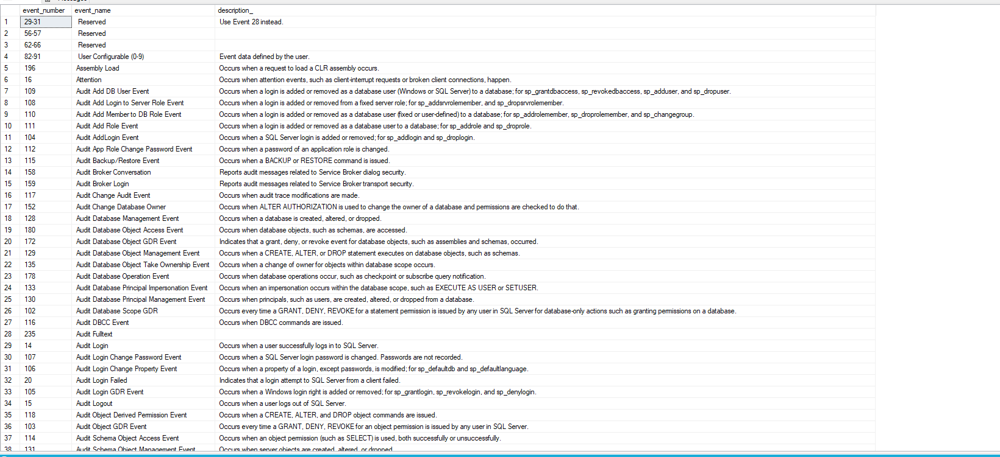 event_number event_name description_
1 29-31 Reserved Use Event 28 instead.
2 56-57 Reserved
3 62-66 Reserved
4 82-91 User Configurable (0-9) Event data defined by the user.
5 196 Assembly Load Occurs when a request to load a CLR assembly occurs.
6 16 Attention Occurs when attention events, such as client-interrupt requests or broken client connections, happen.
7 109 Audit Add DB User Event Occurs when a login is added or removed as a database user (Windows or SQL Server) to a database; for sp_grantdbaccess, sp_revokedbaccess, sp_adduser, and sp_dropuser.
8 108 Audit Add Login to Server Role Event Occurs when a login is added or removed from a fixed server role; for sp_addsrvrolemember, and sp_dropsrvrolemember.
9 110 Audit Add Member to DB Role Event Occurs when a login is added or removed as a database user (fixed or user-defined) to a database; for sp_addrolemember, sp_droprolemember, and sp_changegroup.
10 111 Audit Add Role Event Occurs when a login is added or removed as a database user to a database; for sp_addrole and sp_droprole.
11 104 Audit AddLogin Event Occurs when a SQL Server login is added or removed; for sp_addlogin and sp_droplogin.
12 112 Audit App Role Change Password Event Occurs when a password of an application role is changed.
13 115 Audit Backup/Restore Event Occurs when a BACKUP or RESTORE command is issued.
14 158 Audit Broker Conversation Reports audit messages related to Service Broker dialog security.
15 159 Audit Broker Login Reports audit messages related to Service Broker transport security.
16 117 Audit Change Audit Event Occurs when audit trace modifications are made.
17 152 Audit Change Database Owner Occurs when ALTER AUTHORIZATION is used to change the owner of a database and permissions are checked to do that.
18 128 Audit Database Management Event Occurs when a database is created, altered, or dropped.
19 180 Audit Database Object Access Event Occurs when database objects, such as schemas, are accessed.
20 172 Audit Database Object GDR Event Indicates that a grant, deny, or revoke event for database objects, such as assemblies and schemas, occurred.
21 129 Audit Database Object Management Event Occurs when a CREATE, ALTER, or DROP statement executes on database objects, such as schemas.
22 135 Audit Database Object Take Ownership Event Occurs when a change of owner for objects within database scope occurs.
23 178 Audit Database Operation Event Occurs when database operations occur, such as checkpoint or subscribe query notification.
24 133 Audit Database Principal Impersonation Event Occurs when an impersonation occurs within the database scope, such as EXECUTE AS USER or SETUSER.
25 130 Audit Database Principal Management Event Occurs when principals, such as users, are created, altered, or dropped from a database.
26 102 Audit Database Scope GDR Occurs every time a GRANT, DENY, REVOKE for a statement permission is issued by any user in SQL Server for database-only actions such as granting permissions on a database.
27 116 Audit DBCC Event Occurs when DBCC commands are issued.
28 235 Audit Fulltext
29 14 Audit Login Occurs when a user successfully logs in to SQL Server.
30 107 Audit Login Change Password Event Occurs when a SQL Server login password is changed. Passwords are not recorded.
31 106 Audit Login Change Property Event Occurs when a property of a login, except passwords, is modified; for sp_defaultdb and sp_defaultlanguage.
32 20 Audit Login Failed Indicates that a login attempt to SQL Server from a client failed.
33 105 Audit Login GDR Event Occurs when a Windows login right is added or removed; for sp_grantlogin, sp_revokelogin, and sp_denylogin.
34 15 Audit Logout Occurs when a user logs out of SQL Server.
35 118 Audit Object Derived Permission Event Occurs when a CREATE, ALTER, and DROP object commands are issued.
36 103 Audit Object GDR Event Occurs every time a GRANT, DENY, REVOKE for an object permission is issued by any user in SQL Server.
37 114 Audit Schema Object Access Event Occurs when an object permission (such as SELECT) is used, both successfully or unsuccessfully.
38 131 Audit Schema Object Management Event Occurs when server objects are created, altered, or dropped.